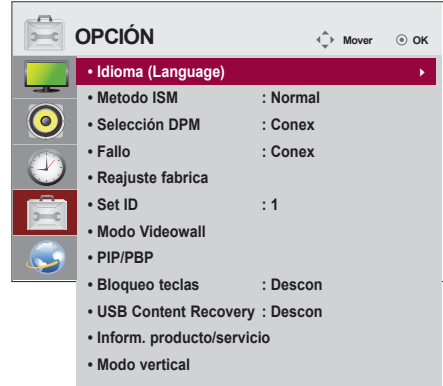 OPCIÓN Mover OK
• Idioma (Language)
• Metodo ISM : Normal
• Selección DPM : Conex
• Fallo : Conex
• Reajuste fabrica
• Set ID : 1
• Modo Videowall
• PIP/PBP
• Bloqueo teclas : Descon
• USB Content Recovery : Descon
• Inform. producto/servicio
• Modo vertical